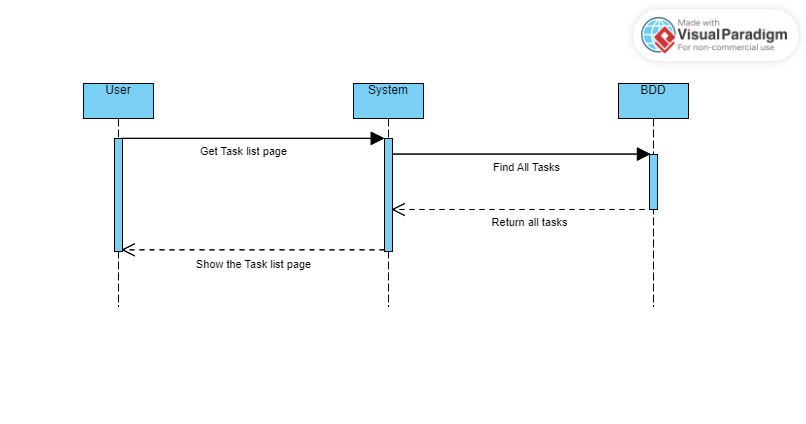 Made with
Visual Paradigm
For non-commercial use
User
System
BDD
Get Task list page
Find All Tasks
Return all tasks
Show the Task list page